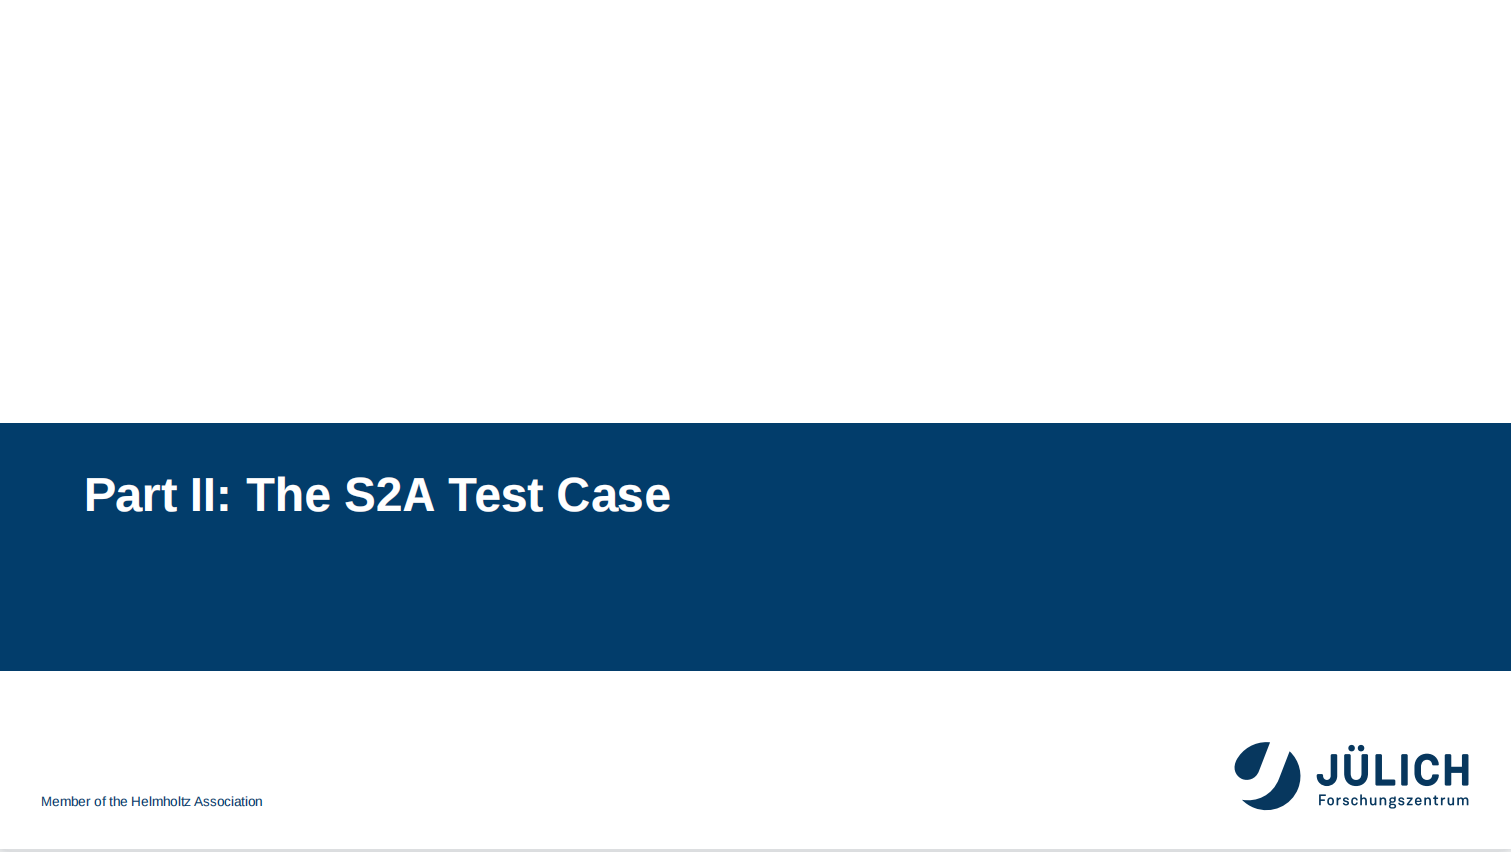 Part II: The S2A Test Case
Member of the Helmholtz Association
JÜLICH
Forschungszentrum